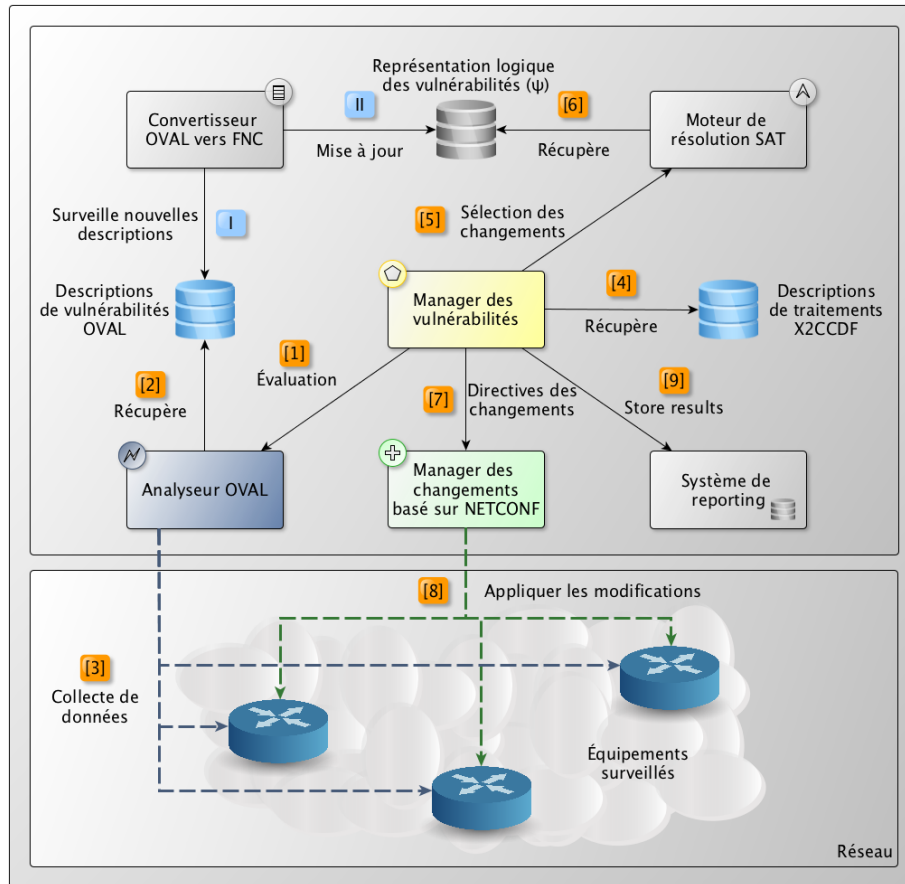 Représentation logique
des vulnérabilités (ψ)
Convertisseur
OVAL vers FNC
II
Mise à jour
[6]
Récupère
Moteur de
résolution SAT
Surveille nouvelles
descriptions
I
[5]
Sélection des
changements
Descriptions
de vulnérabilités
OVAL
Manager des
vulnérabilités
[4]
Récupère
Descriptions
de traitements
X2CCDF
[1]
Évaluation
[2]
Récupère
[7]
Directives des
changements
[9]
Store results
Analyseur OVAL
Manager des
changements
basé sur NETCONF
Système de
reporting
[8]
Appliquer les modifications
[3]
Collecte de
données
Équipements
surveillés
Réseau